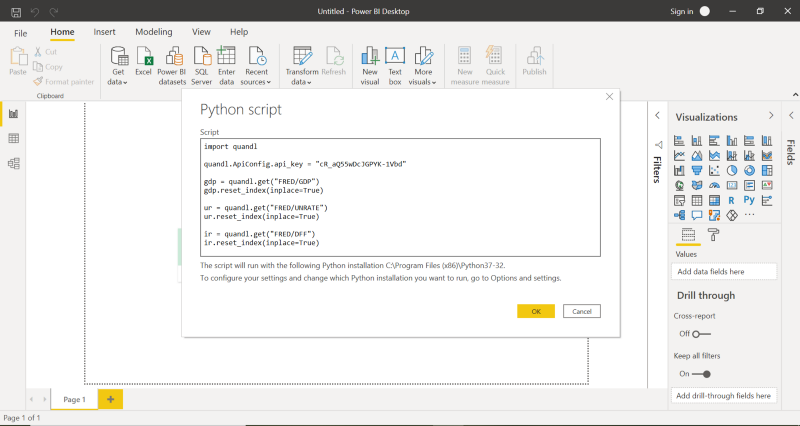 Untitled - Power BI Desktop
Sign in
File
Home
Insert
Modeling
View
Help
Paste
Cut
Copy
Format painter
Clipboard
Get data
Excel
Power BI datasets
SQL Server
Enter data
Recent sources
Transform data
Refresh
New visual
Text box
More visuals
New measure
Quick measure
Publish
Python script
Script
import quandl
quandl.ApiConfig.api_key = "cR_aQ55wDcJGPYK-1Vbd"
gdp = quandl.get("FRED/GDP")
gdp.reset_index(inplace=True)
ur = quandl.get("FRED/UNRATE")
ur.reset_index(inplace=True)
ir = quandl.get("FRED/DFF")
ir.reset_index(inplace=True)
The script will run with the following Python installation C:\Program Files (x86)\Python37-32.
To configure your settings and change which Python installation you want to run, go to Options and settings.
OK
Cancel
Filters
Visualizations
Fields
R
Py
Values
Add data fields here
Drill through
Cross-report
Off
Keep all filters
On
Add drill-through fields here
Page 1
Page 1 of 1